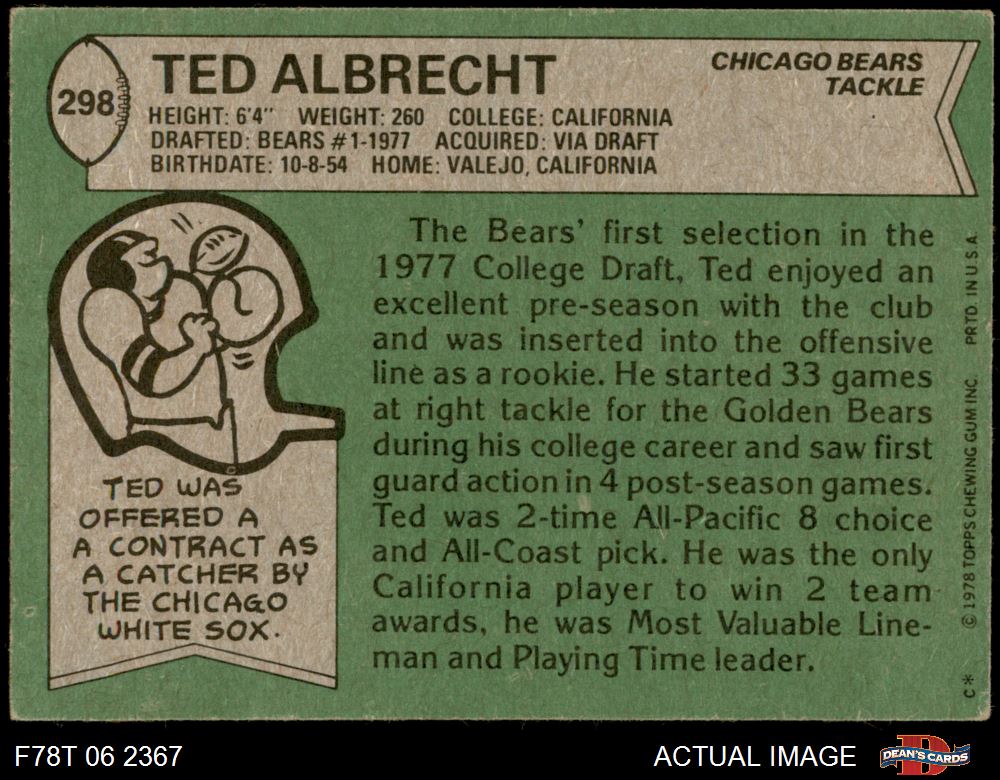 298
TED ALBRECHT
CHICAGO BEARS
TACKLE
HEIGHT: 6'4" WEIGHT: 260 COLLEGE: CALIFORNIA
DRAFTED: BEARS #1-1977 ACQUIRED: VIA DRAFT
BIRTHDATE: 10-8-54 HOME: VALEJO, CALIFORNIA
TED WAS
OFFERED A
A CONTRACT AS
A CATCHER BY
THE CHICAGO
WHITE SOX.
The Bears' first selection in the
1977 College Draft, Ted enjoyed an
excellent pre-season with the club
and was inserted into the offensive
line as a rookie. He started 33 games
at right tackle for the Golden Bears
during his college career and saw first
guard action in 4 post-season games.
Ted was 2-time All-Pacific 8 choice
and All-Coast pick. He was the only
California player to win 2 team
awards, he was Most Valuable Line-
man and Playing Time leader.
C* © 1978 TOPPS CHEWING GUM INC. PRTD. IN U.S.A.
F78T 06 2367
ACTUAL IMAGE
D
DEAN'S CARDS